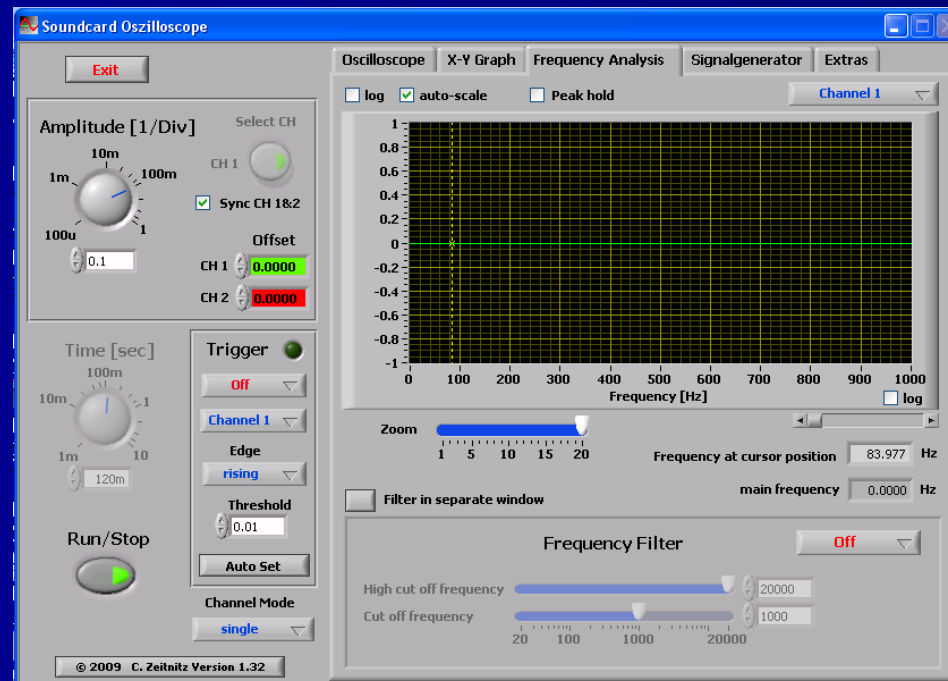 Soundcard Oszilloscope
Exit
Amplitude [1/Div]
10m
1m
100m
100u
1
0.1
Select CH
CH 1
Sync CH 1&2
Offset
CH 1 0.0000
CH 2 0.0000
Time [sec]
100m
10m
1
1m
10
120m
Run/Stop
Trigger
Off
Channel 1
Edge
rising
Threshold
0.01
Auto Set
Channel Mode
single
© 2009 C. Zeitnitz Version 1.32
Oscilloscope X-Y Graph Frequency Analysis Signalgenerator Extras
log auto-scale Peak hold Channel 1
1
0.8
0.6
0.4
0.2
0
-0.2
-0.4
-0.6
-0.8
-1
0 100 200 300 400 500 600 700 800 900 1000
Frequency [Hz]
log
Zoom
1 5 10 15 20
Frequency at cursor position 83.977 Hz
main frequency 0.0000 Hz
Filter in separate window
Frequency Filter Off
High cut off frequency 20000
Cut off frequency 1000
20 100 1000 20000